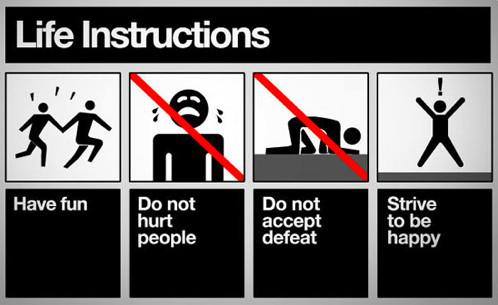 Life Instructions
Have fun
Do not
hurt
people
Do not
accept
defeat
Strive
to be
happy
!